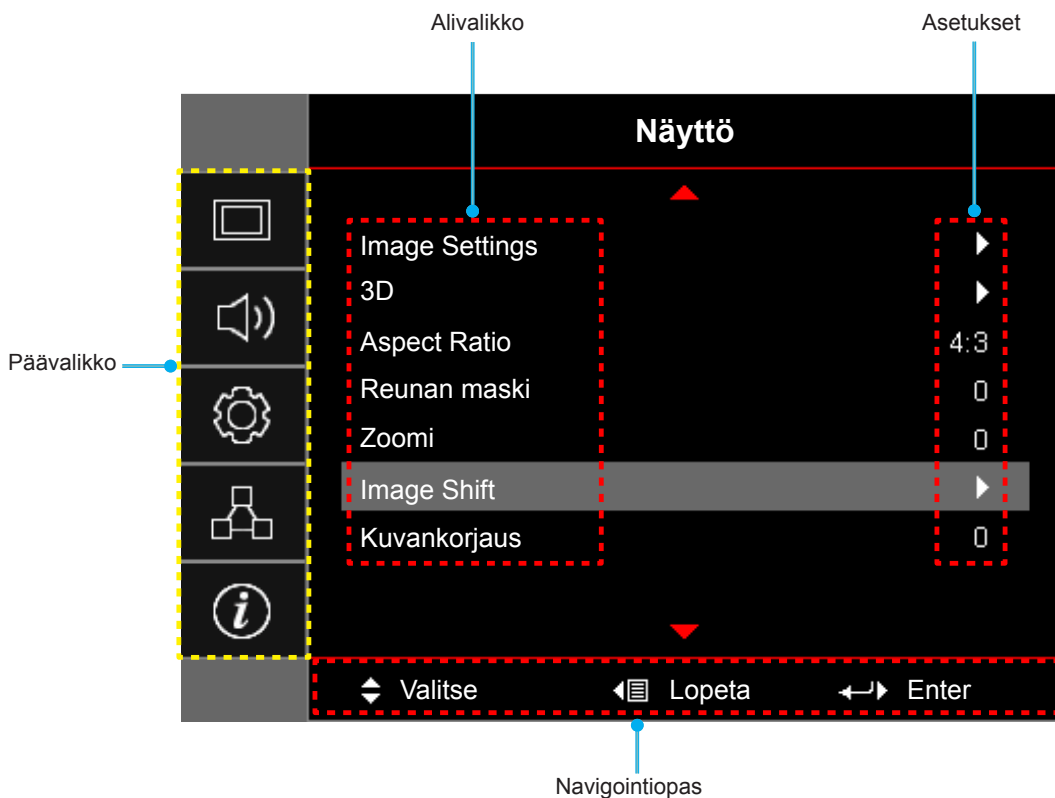 Alivalikko
Asetukset
Näyttö
Image Settings
3D
Aspect Ratio 4:3
Päävalikko
Reunan maski 0
Zoomi 0
Image Shift
Kuvankorjaus 0
i
Valitse Lopeta Enter
Navigointiopas